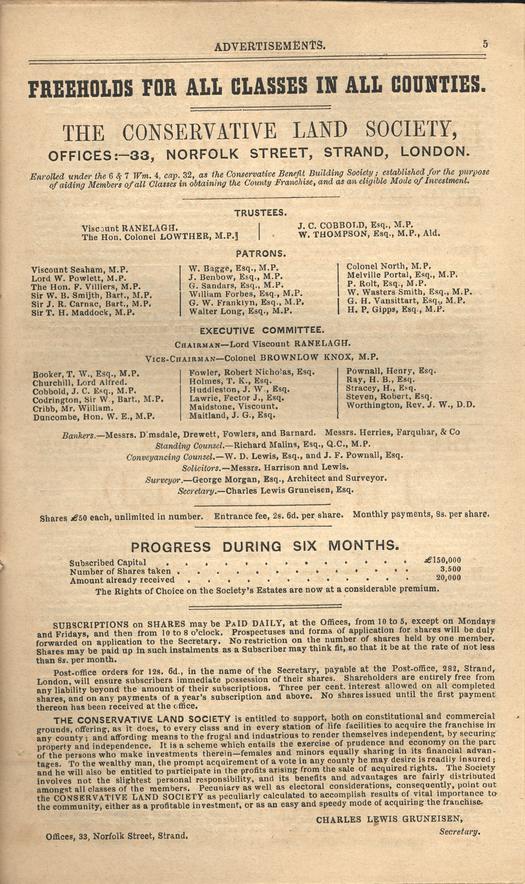 ADVERTISEMENTS. 5
FREEHOLDS FOR ALL CLASSES IN ALL COUNTIES.
THE CONSERVATIVE LAND SOCIETY,
OFFICES:—33, NORFOLK STREET, STRAND, LONDON.
Enrolled under the 6 & 7 Wm. 4, cap. 32, as the Conservative Benefit Building Society; established for the purpose
of aiding Members of all Classes in obtaining the County Franchise, and as an eligible Mode of Investment.
TRUSTEES.
Viscount RANELAGH.
The Hon. Colonel LOWTHER, M.P.
J. C. COBBOLD, Esq., M.P.
W. THOMPSON, Esq., M.P., Ald.
PATRONS.
Viscount Seaham, M.P.
Lord W. Powlett, M.P.
The Hon. F. Villiers, M.P.
Sir W. B. Smijth, Bart., M.P.
Sir J. R. Carnac, Bart., M.P.
Sir T. H. Maddock, M.P.
W. Bagge, Esq., M.P.
J. Benbow, Esq., M.P.
G. Sandars, Esq., M.P.
William Forbes, Esq., M.P.
G. W. Franklyn, Esq., M.P.
Walter Long, Esq., M.P.
Colonel North, M.P.
Melville Portal, Esq., M.P.
P. Rolt, Esq., M.P.
W. Wasters Smith, Esq., M.P.
G. H. Vansittart, Esq., M.P.
H. P. Gipps, Esq., M.P.
EXECUTIVE COMMITTEE.
CHAIRMAN—Lord Viscount RANELAGH.
VICE-CHAIRMAN—Colonel BROWNLOW KNOX, M.P.
Booker, T. W., Esq., M.P.
Churchill, Lord Alfred.
Cobbold, J. C. Esq., M.P.
Codrington, Sir W., Bart., M.P.
Cribb, Mr. William.
Duncombe, Hon. W. E., M.P.
Fowler, Robert Nicholas, Esq.
Holmes, T. K., Esq.
Huddleston, J. W., Esq.
Lawrie, Fector J., Esq.
Maidstone, Viscount.
Maitland, J. G., Esq.
Pownall, Henry, Esq.
Ray, H. B., Esq.
Stracey, H., Esq.
Steven, Robert, Esq.
Worthington, Rev. J. W., D.D.
Bankers.—Messrs. Dimsdale, Drewett, Fowlers, and Barnard. Messrs. Herries, Farquhar, & Co
Standing Counsel.—Richard Malins, Esq., Q.C., M.P.
Conveyancing Counsel.—W. D. Lewis, Esq., and J. F. Pownall, Esq.
Solicitors.—Messrs. Harrison and Lewis.
Surveyor.—George Morgan, Esq., Architect and Surveyor.
Secretary.—Charles Lewis Gruneisen, Esq.
Shares £50 each, unlimited in number. Entrance fee, 2s. 6d. per share. Monthly payments, 8s. per share.
PROGRESS DURING SIX MONTHS.
Subscribed Capital . . . . . . . . . . £150,000
Number of Shares taken . . . . . . . . . . 3,500
Amount already received . . . . . . . . . . 20,000
The Rights of Choice on the Society's Estates are now at a considerable premium.
SUBSCRIPTIONS on SHARES may be PAID DAILY, at the Offices, from 10 to 5, except on Mondays
and Fridays, and then from 10 to 8 o'clock. Prospectuses and forms of application for shares will be duly
forwarded on application to the Secretary. No restriction on the number of shares held by one member.
Shares may be paid up in such instalments as a Subscriber may think fit, so that it be at the rate of not less
than 8s. per month.
Post-office orders for 12s. 6d., in the name of the Secretary, payable at the Post-office, 282, Strand,
London, will ensure subscribers immediate possession of their shares. Shareholders are entirely free from
any liability beyond the amount of their subscriptions. Three per cent. interest allowed on all completed
shares, and on any payments of a year's subscription and above. No shares issued until the first payment
thereon has been received at the office.
THE CONSERVATIVE LAND SOCIETY is entitled to support, both on constitutional and commercial
grounds, offering, as it does, to every class and in every station of life facilities to acquire the franchise in
any county; and affording means to the frugal and industrious to render themselves independent, by securing
property and independence. It is a scheme which entails the exercise of prudence and economy on the part
of the persons who make investments therein—females and minors equally sharing in its financial advan-
tages. To the wealthy man, the prompt acquirement of a vote in any county he may desire is readily insured;
and he will also be entitled to participate in the profits arising from the sale of acquired rights. The Society
involves not the slightest personal responsibility, and its benefits and advantages are fairly distributed
amongst all classes of the members. Pecuniary as well as electoral considerations, consequently, point out
the CONSERVATIVE LAND SOCIETY as peculiarly calculated to accomplish results of vital importance to
the community, either as a profitable investment, or as an easy and speedy mode of acquiring the franchise.
CHARLES LEWIS GRUNEISEN,
Offices, 33, Norfolk Street, Strand. Secretary.